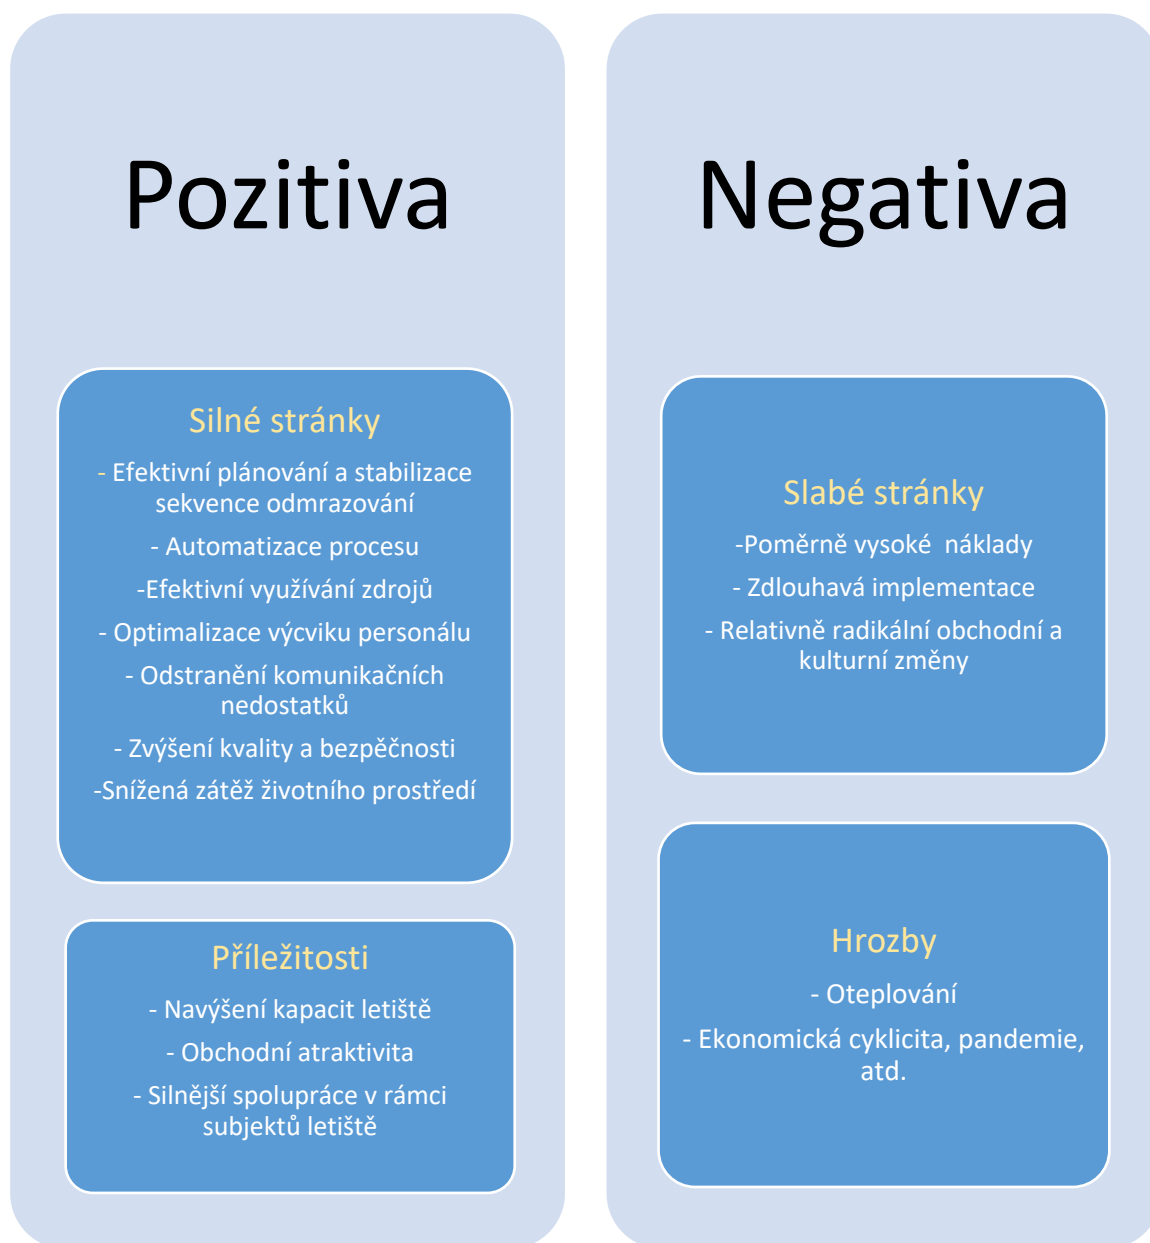 Pozitiva
Silné stránky
- Efektivní plánování a stabilizace
sekvence odmrazování
- Automatizace procesu
-Efektivní využívání zdrojů
- Optimalizace výcviku personálu
- Odstranění komunikačních
nedostatků
- Zvýšení kvality a bezpěčnosti
-Snížená zátěž životního prostředí
Příležitosti
- Navýšení kapacit letiště
- Obchodní atraktivita
- Silnější spolupráce v rámci
subjektů letiště
Negativa
Slabé stránky
-Poměrně vysoké  náklady
- Zdlouhavá implementace
- Relativně radikální obchodní a
kulturní změny
Hrozby
- Oteplování
- Ekonomická cyklicita, pandemie,
atd.